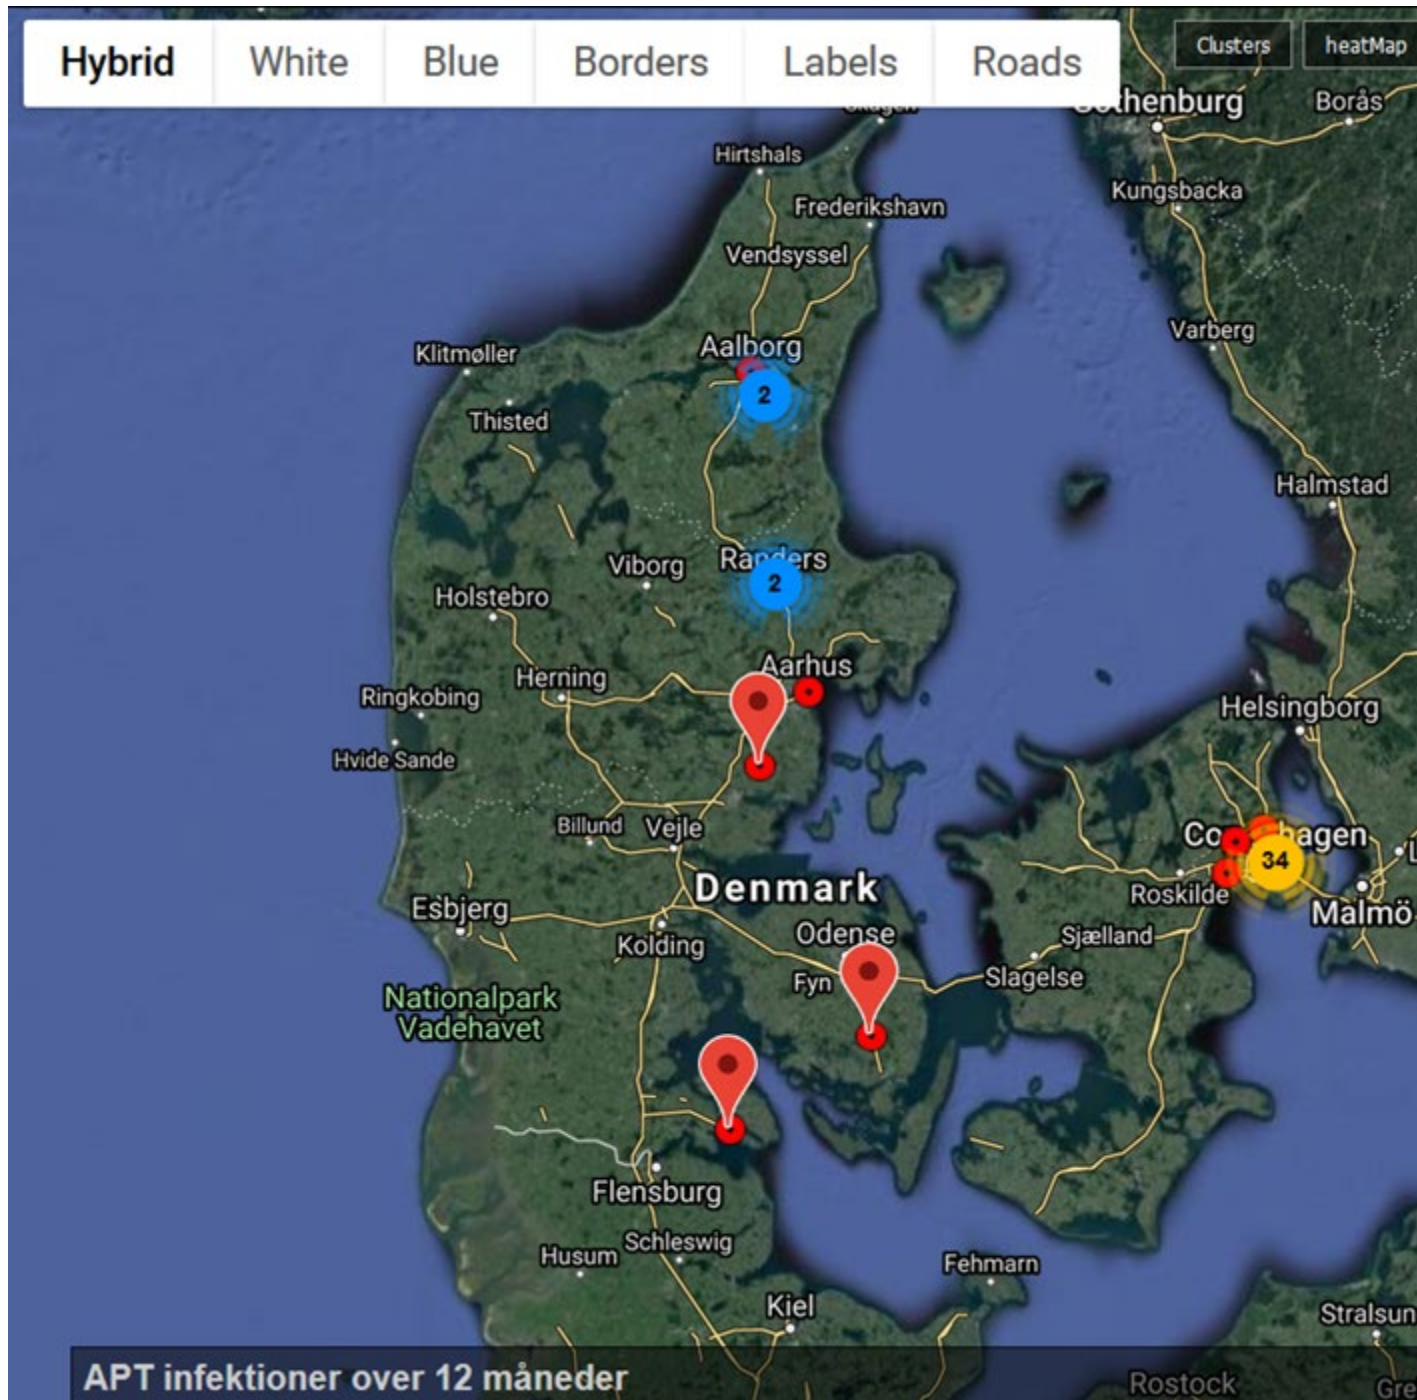 Hybrid White Blue Borders Labels Roads
Clusters heatMap
Borås
Hirtshals
Kungsbacka
Frederikshavn
Vendsyssel
Varberg
Aalborg
Klitmøller
2
Thisted
Halmstad
Randers
Viborg
2
Holstebro
Aarhus
Herning
Ringkobing
Helsingborg
Hvide Sande
Billund Vejle
34
Denmark
Roskilde
Esbjerg
Malmö
Odense
Sjælland
Kolding
Slagelse
Fyn
Nationalpark
Vadehavet
Flensburg
Schleswig
Husum
Fehmarn
Kiel
APT infektioner over 12 måneder
Rostock